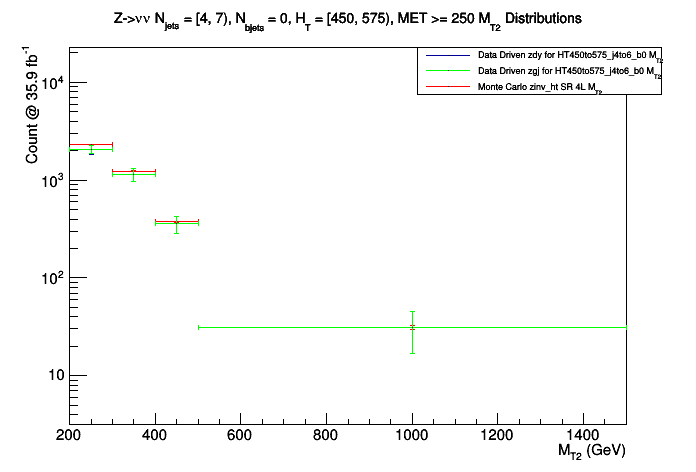 Z->νν N_jets = [4, 7), N_bjets = 0, H_T = [450, 575), MET >= 250 M_T2 Distributions
Data Driven zdy for HT450to575_j4to6_b0 M_T2
Data Driven zgj for HT450to575_j4to6_b0 M_T2
Monte Carlo zinv_ht SR 4L M_T2
Count @ 35.9 fb^-1
10^4
10^3
10^2
10
200 400 600 800 1000 1200 1400
M_T2 (GeV)